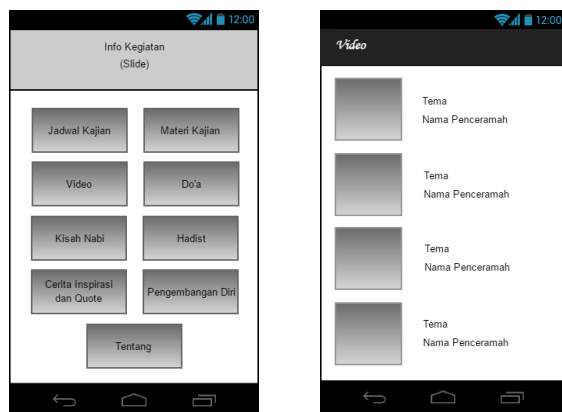 12:00
Info Kegiatan
(Slide)
Jadwal Kajian
Materi Kajian
Video
Do'a
Kisah Nabi
Hadist
Cerita Inspirasi
dan Quote
Pengembangan Diri
Tentang
12:00
Video
Tema
Nama Penceramah
Tema
Nama Penceramah
Tema
Nama Penceramah
Tema
Nama Penceramah